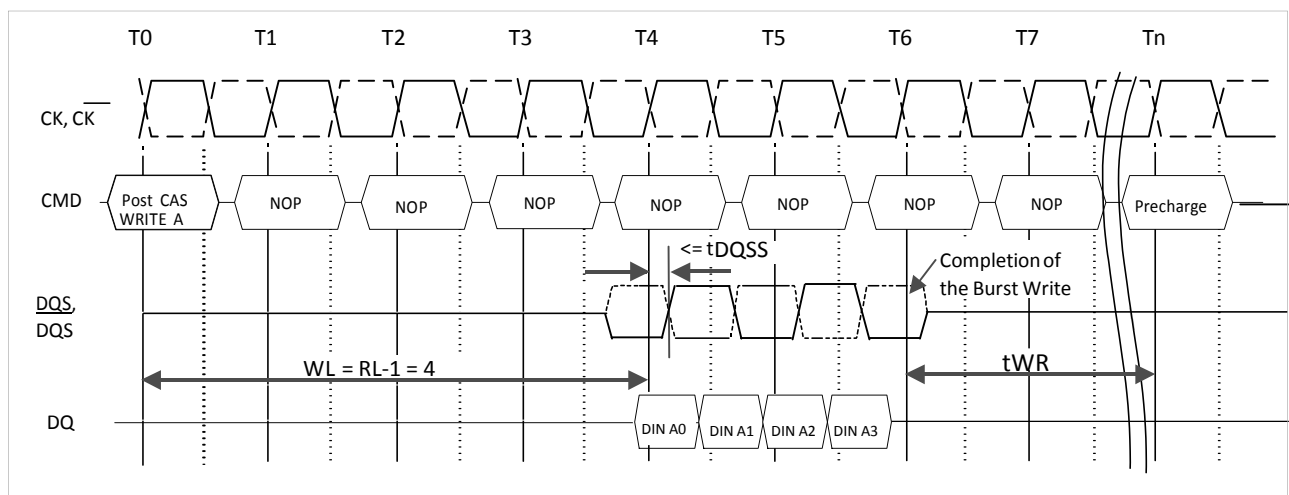 T0 T1 T2 T3 T4 T5 T6 T7 Tn
CK, CK
CMD
Post CAS
WRITE A
NOP NOP NOP NOP NOP NOP NOP Precharge
<= tDQSS
Completion of
the Burst Write
DQS,
DQS
WL = RL-1 = 4
tWR
DQ
DIN A0 DIN A1 DIN A2 DIN A3